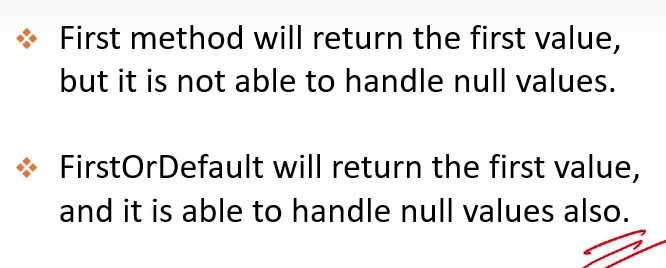 First method will return the first value,
but it is not able to handle null values.
FirstOrDefault will return the first value,
and it is able to handle null values also.